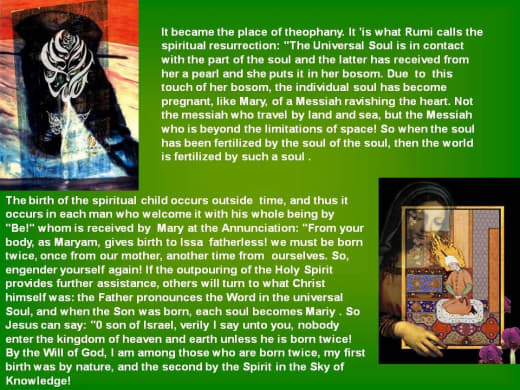 It became the place of theophany. It 'is what Rumi calls the
spiritual resurrection: "The Universal Soul is in contact
with the part of the soul and the latter has received from
her a pearl and she puts it in her bosom. Due to this
touch of her bosom, the individual soul has become
pregnant, like Mary, of a Messiah ravishing the heart. Not
the messiah who travel by land and sea, but the Messiah
who is beyond the limitations of space! So when the soul
has been fertilized by the soul of the soul, then the world
is fertilized by such a soul .
The birth of the spiritual child occurs outside time, and thus it
occurs in each man who welcome it with his whole being by
"Be!" whom is received by Mary at the Annunciation: "From your
body, as Maryam, gives birth to Issa fatherless! we must be born
twice, once from our mother, another time from ourselves. So,
engender yourself again! If the outpouring of the Holy Spirit
provides further assistance, others will turn to what Christ
himself was: the Father pronounces the Word in the universal
Soul, and when the Son was born, each soul becomes Mariy . So
Jesus can say: "0 son of Israel, verily I say unto you, nobody
enter the kingdom of heaven and earth unless he is born twice!
By the Will of God, I am among those who are born twice, my first
birth was by nature, and the second by the Spirit in the Sky of
Knowledge!